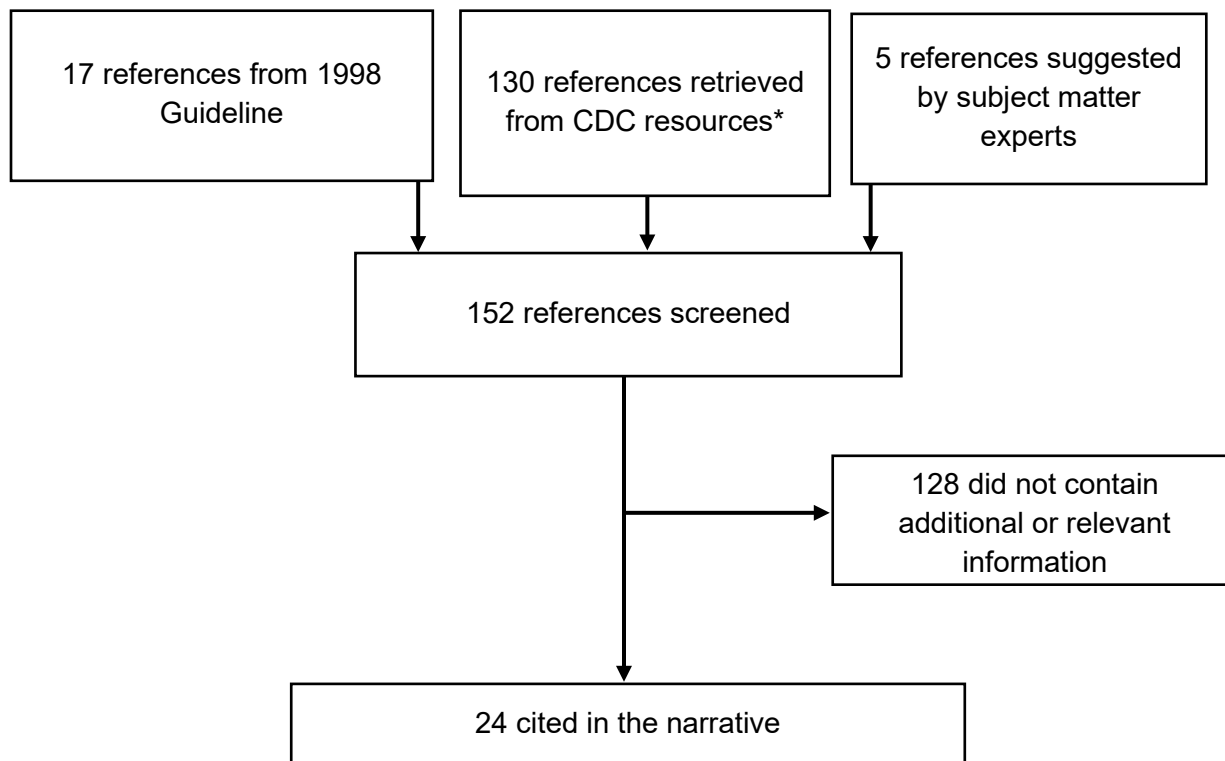 17 references from 1998
Guideline
130 references retrieved
from CDC resources*
5 references suggested
by subject matter
experts
152 references screened
128 did not contain
additional or relevant
information
24 cited in the narrative